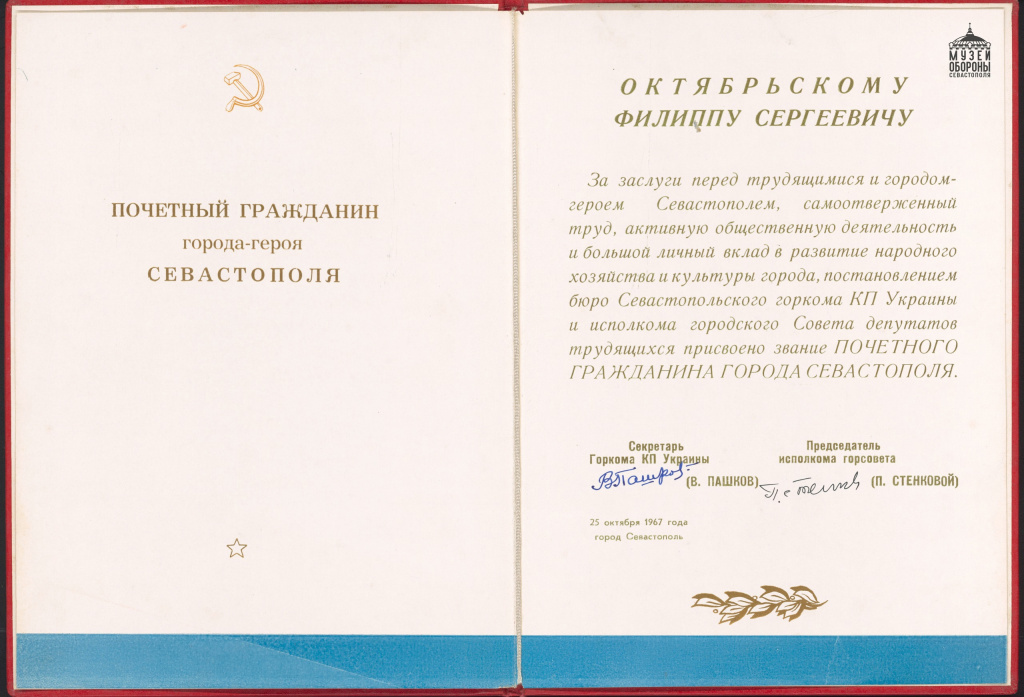 ПОЧЕТНЫЙ ГРАЖДАНИН
города-героя
СЕВАСТОПОЛЯ
МУЗЕЙ
ОБОРОНЫ
СЕВАСТОПОЛЯ
ОКТЯБРЬСКОМУ
ФИЛИППУ СЕРГЕЕВИЧУ
За заслуги перед трудящимися и городом-
героем Севастополем, самоотверженный
труд, активную общественную деятельность
и большой личный вклад в развитие народного
хозяйства и культуры города, постановлением
бюро Севастопольского горкома КП Украины
и исполкома городского Совета депутатов
трудящихся присвоено звание ПОЧЕТНОГО
ГРАЖДАНИНА ГОРОДА СЕВАСТОПОЛЯ.
Секретарь
Горкома КП Украины
ВПашков (В. ПАШКОВ)
Председатель
исполкома горсовета
(П. СТЕНКОВОЙ)
25 октября 1967 года
город Севастополь